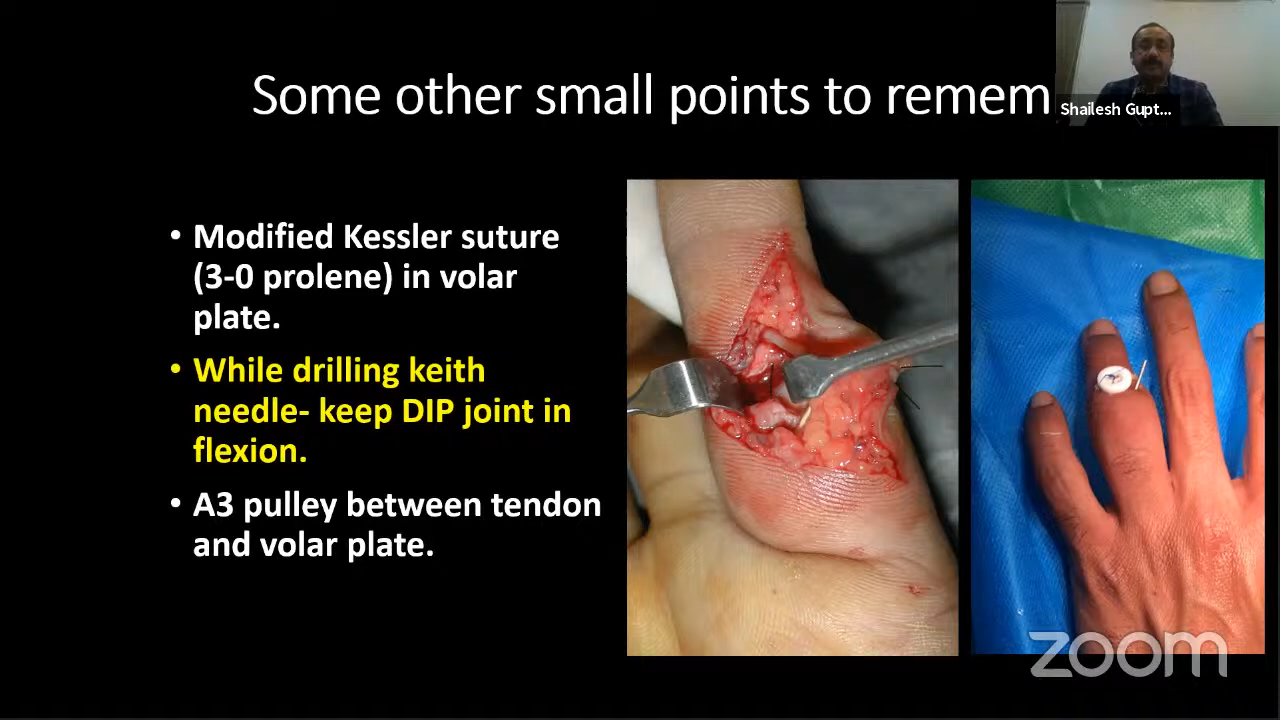 Some other small points to remem
Shailesh Gupt...
• Modified Kessler suture
(3-0 prolene) in volar
plate.
• While drilling keith
needle- keep DIP joint in
flexion.
• A3 pulley between tendon
and volar plate.
zoom